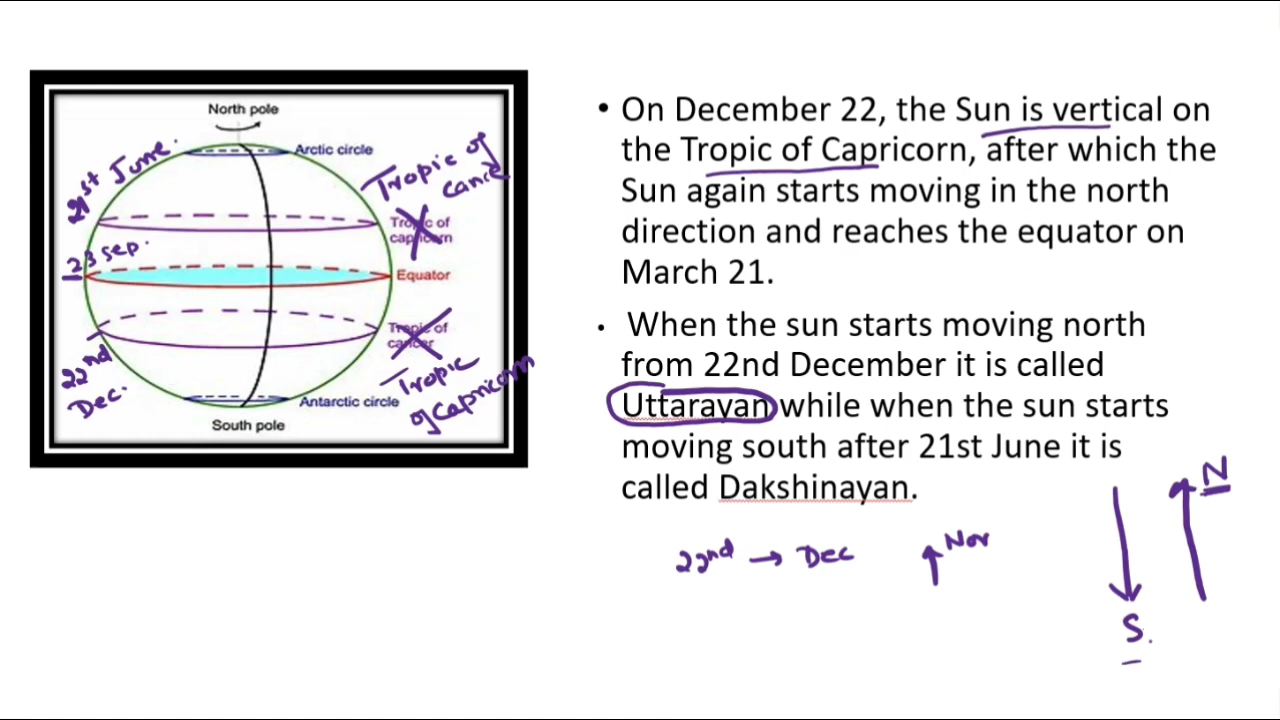 North pole
Arctic circle
21st June.
Tropic of
Tropic of
capricorn
23 sep.
Equator
Tropic of
cancer
22nd
Dec.
Tropic
of Capricorn
Antarctic circle
South pole
• On December 22, the Sun is vertical on
the Tropic of Capricorn, after which the
Sun again starts moving in the north
direction and reaches the equator on
March 21.
• When the sun starts moving north
from 22nd December it is called
Uttarayan while when the sun starts
moving south after 21st June it is
called Dakshinayan.
22nd → Dec ↑ Nor
N
S.